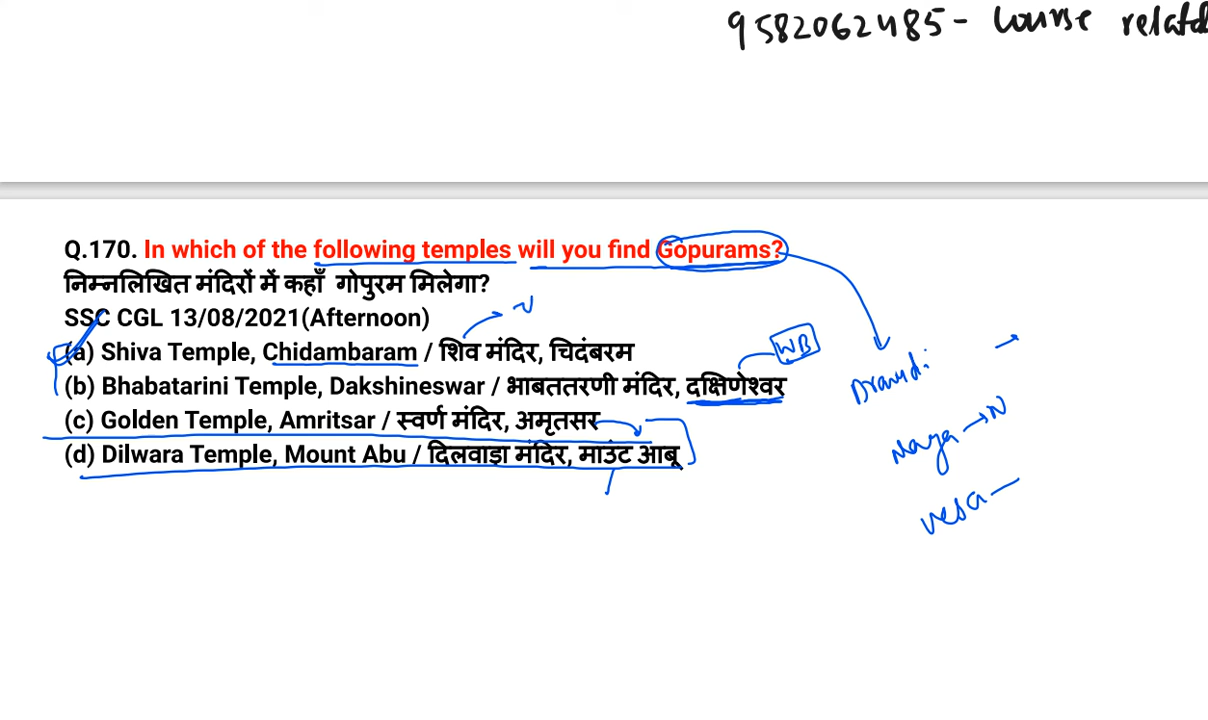 9582062485 - Course related
Q.170. In which of the following temples will you find Gopurams?
निम्नलिखित मंदिरों में कहाँ गोपुरम मिलेगा?
SSC CGL 13/08/2021(Afternoon)
(a) Shiva Temple, Chidambaram / शिव मंदिर, चिदंबरम
(b) Bhabatarini Temple, Dakshineswar / भाबततरणी मंदिर, दक्षिणेश्वर
WB
(c) Golden Temple, Amritsar / स्वर्ण मंदिर, अमृतसर
(d) Dilwara Temple, Mount Abu / दिलवाड़ा मंदिर, माउंट आबू
Dravidi
Naga → N
vesa